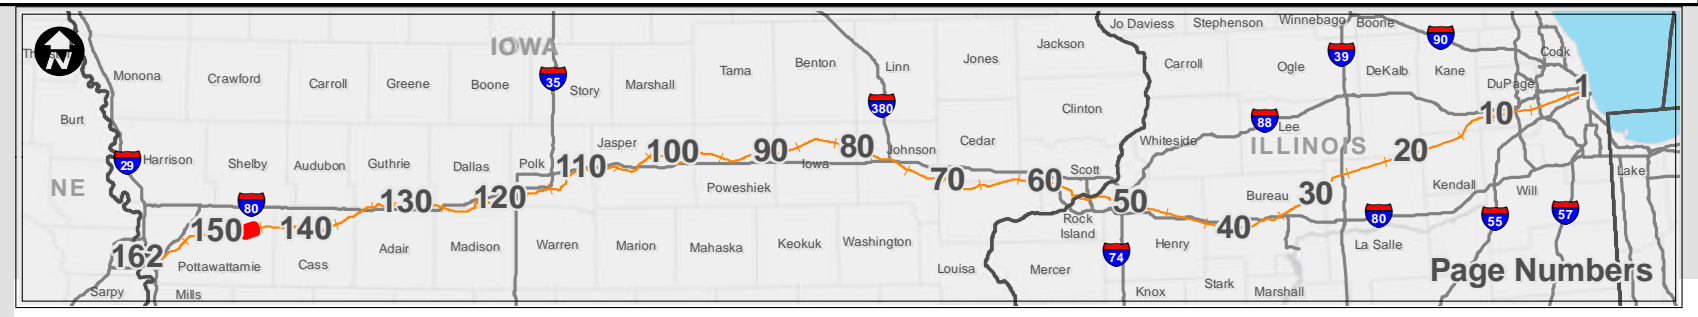 Jo Daviess Stephenson Winnebago Boone
IOWA
N
Jackson
90
39
Cook
Monona Crawford Carroll Greene Boone 35 Story Marshall Tama Benton Linn Jones Carroll Ogle DeKalb Kane
DuPage 1
380
Clinton
10
Burt
88 Lee
Whiteside
ILLINOIS
Jasper 100 90 80 Johnson Cedar
20
29 Harrison Shelby Audubon Guthrie Dallas Polk 110 Iowa Scott Lake
NE
Poweshiek 70 60
80 130 120 50 Bureau 30 Kendall Will
150 140 Rock
Island
40 80 55 57
162 Adair Madison Warren Marion Mahaska Keokuk Washington Henry La Salle
74
Pottawattamie Cass Louisa Mercer
Page Numbers
Sarpy Mills Knox Stark Marshall